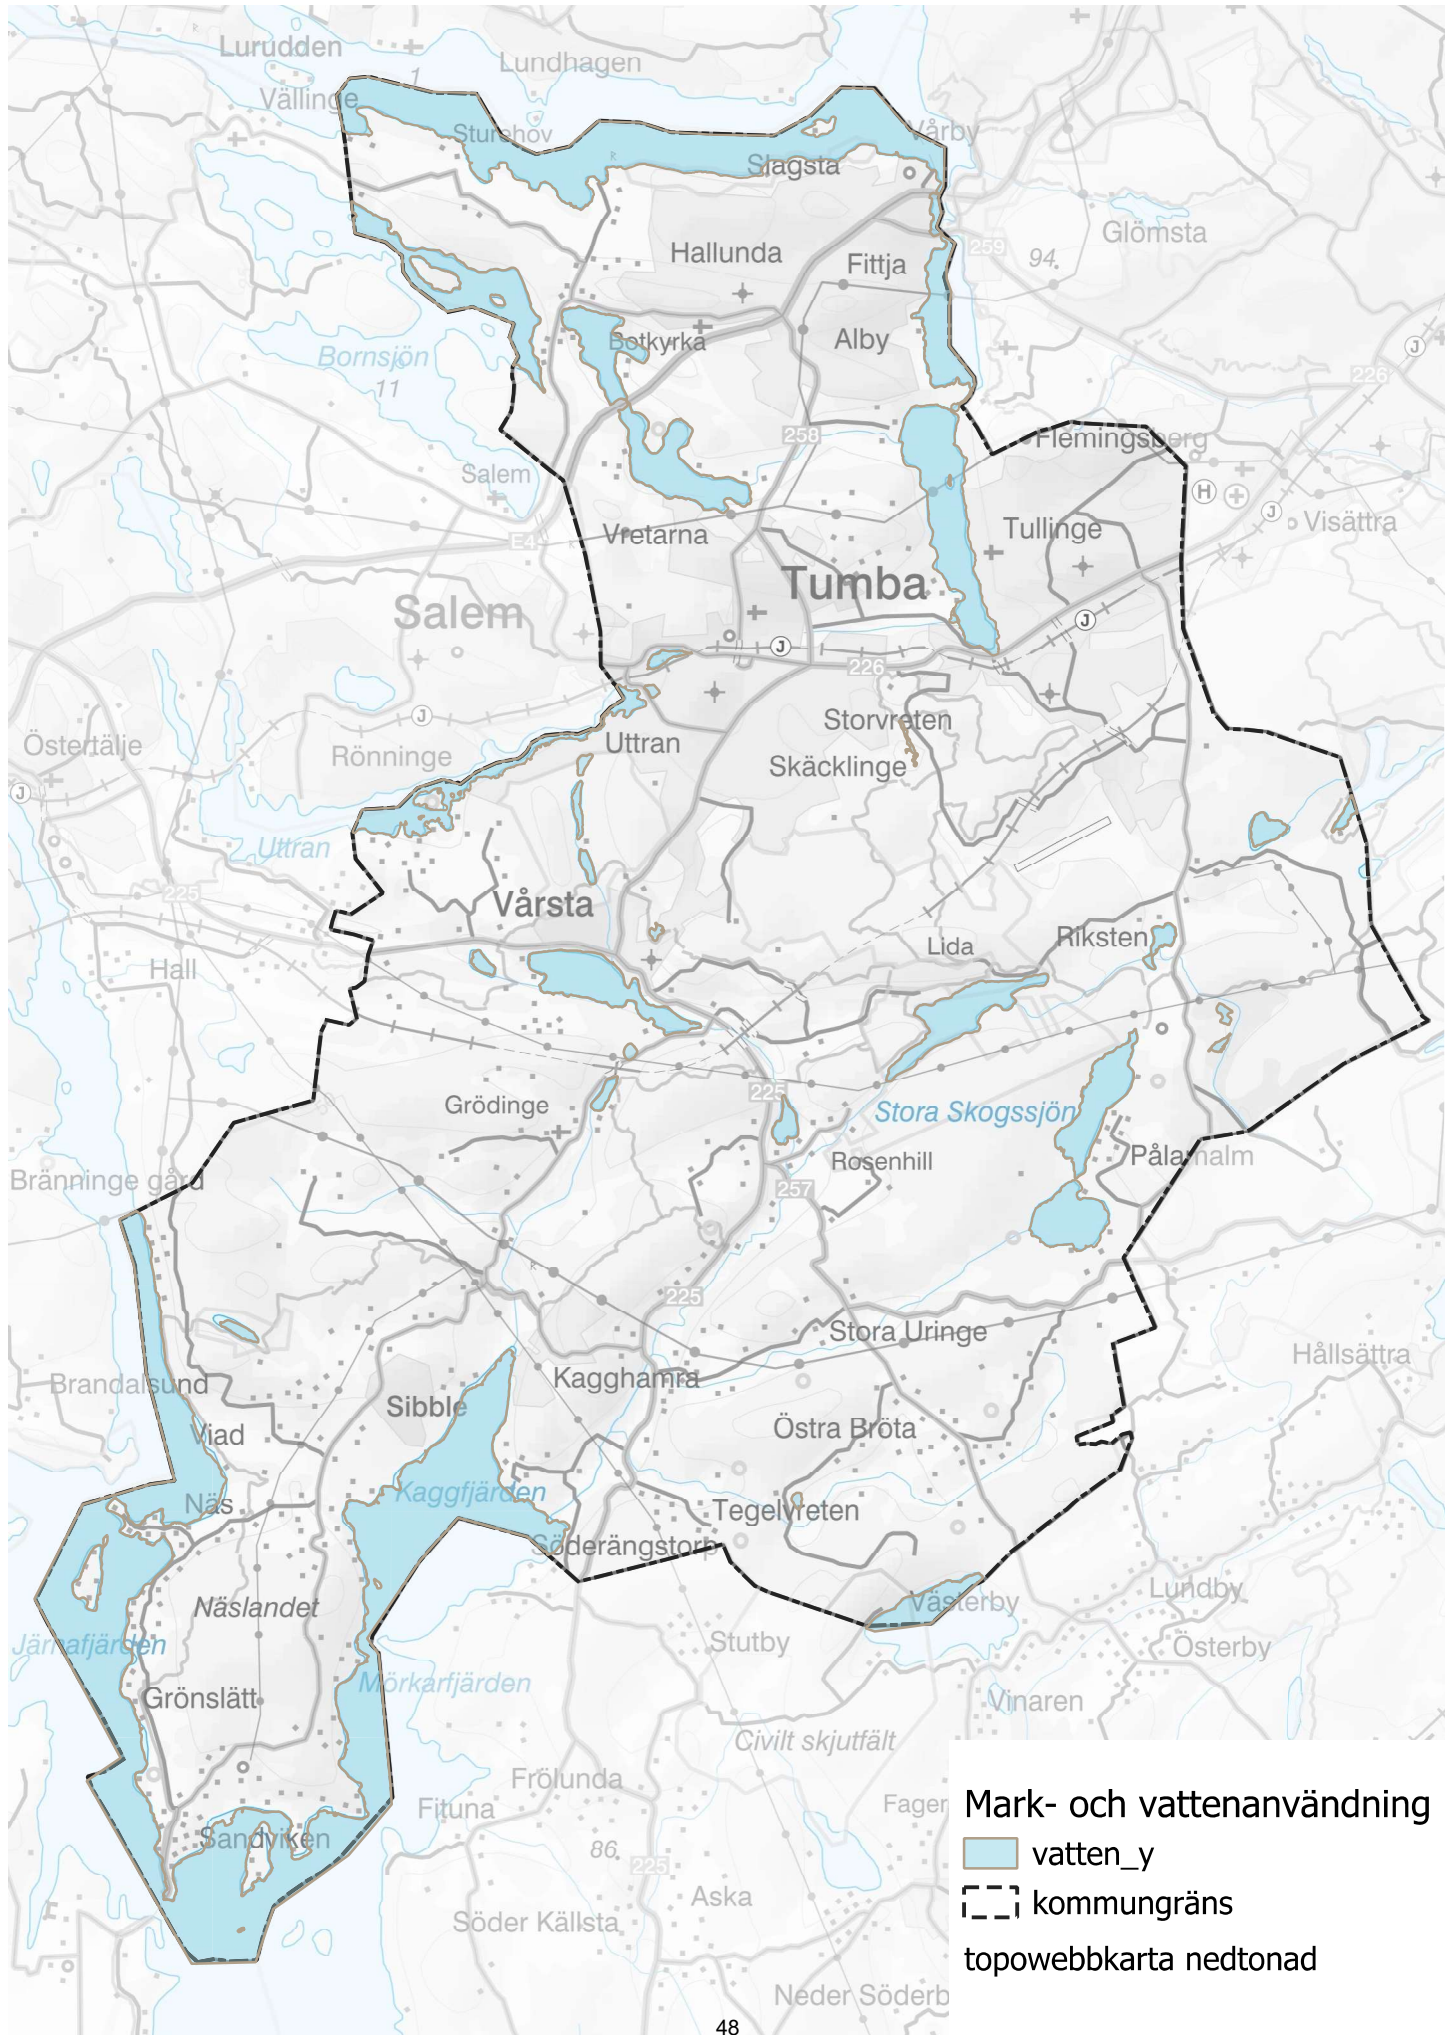 Lurudden
Lundhagen
1
Vällinge
Sturehov
Vårby
Slagsta
Glömsta
259
94
Hallunda
Fittja
Botkyrka
Alby
Bornsjön
11
J
226
258
Flemingsberg
Salem
H
J
Visättra
Tullinge
Vretarna
E4
Tumba
Salem
J
J
226
J
Storvreten
Östertälje
Rönninge
Uttran
Skäcklinge
J
Uttran
225
Vårsta
Riksten
Lida
Hall
225
Grödinge
Stora Skogssjön
Rosenhill
Pålamalm
Bränninge gård
257
225
Stora Uringe
Hållsättra
Brandalsund
Kagghamra
Sibble
Viad
Östra Bröta
Kaggfjärden
Näs
Tegelvreten
Söderängstorp
Näslandet
Västerby
Lundby
Järnafjärden
Stutby
Österby
Mörkarfjärden
Grönslätt
Vinaren
Civilt skjutfält
Frölunda
Fituna
Fager
Sandviken
86
225
Aska
Söder Källsta
Neder Söderb
Mark- och vattenanvändning
vatten_y
kommungräns
topowebbkarta nedtonad
48